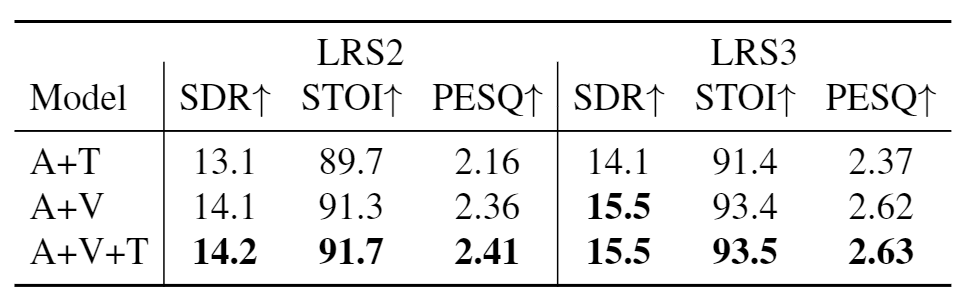 LRS2 LRS3
Model SDR↑ STOI↑ PESQ↑ SDR↑ STOI↑ PESQ↑
A+T 13.1 89.7 2.16 14.1 91.4 2.37
A+V 14.1 91.3 2.36 15.5 93.4 2.62
A+V+T 14.2 91.7 2.41 15.5 93.5 2.63